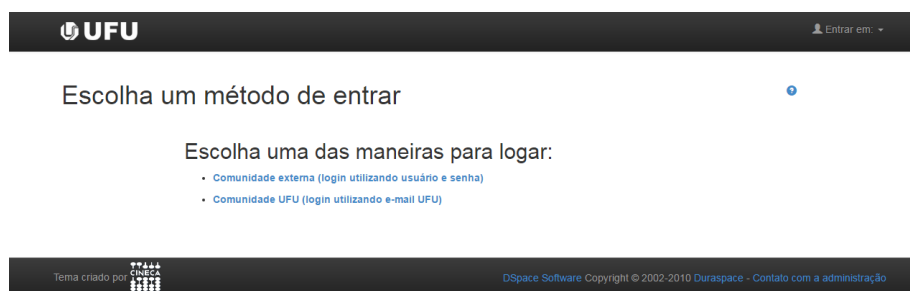 UFU
Entrar em:
Escolha um método de entrar
Escolha uma das maneiras para logar:
Comunidade externa (login utilizando usuário e senha)
Comunidade UFU (login utilizando e-mail UFU)
Tema criado por CINECA
DSpace Software Copyright © 2002-2010 Duraspace - Contato com a administração